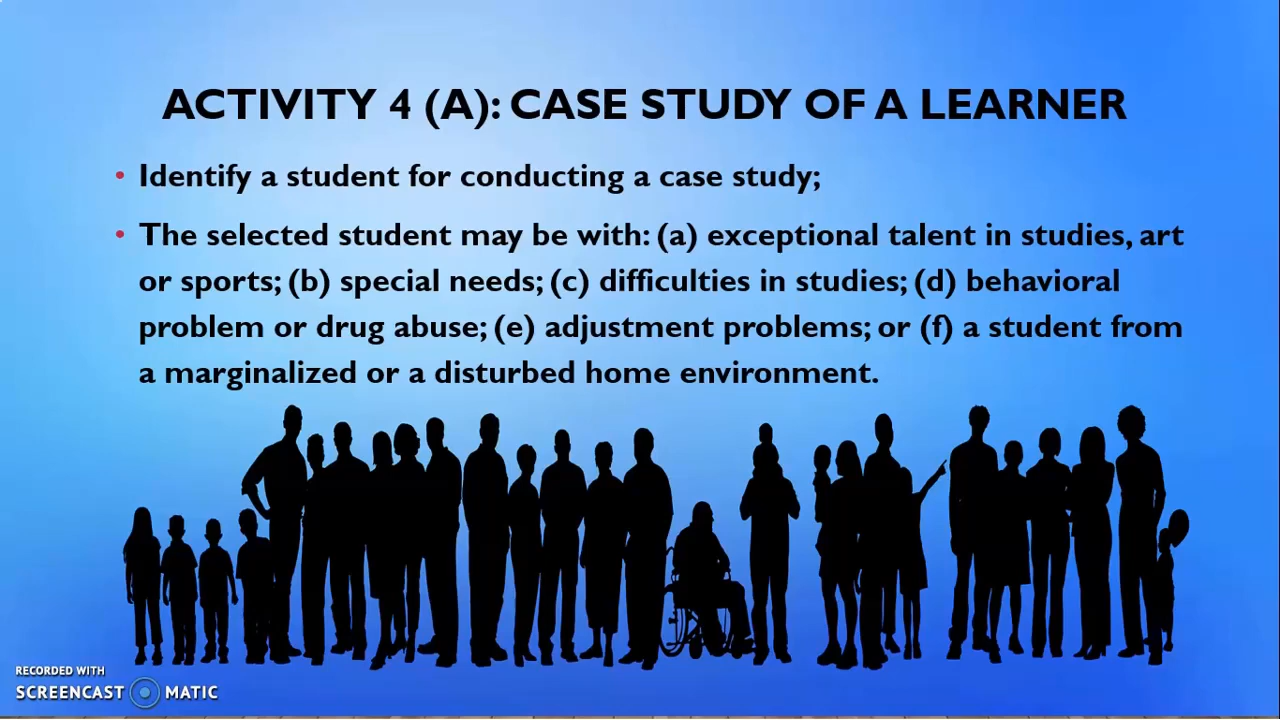 ACTIVITY 4 (A): CASE STUDY OF A LEARNER
• Identify a student for conducting a case study;
• The selected student may be with: (a) exceptional talent in studies, art
or sports; (b) special needs; (c) difficulties in studies; (d) behavioral
problem or drug abuse; (e) adjustment problems; or (f) a student from
a marginalized or a disturbed home environment.
RECORDED WITH
SCREENCAST MATIC